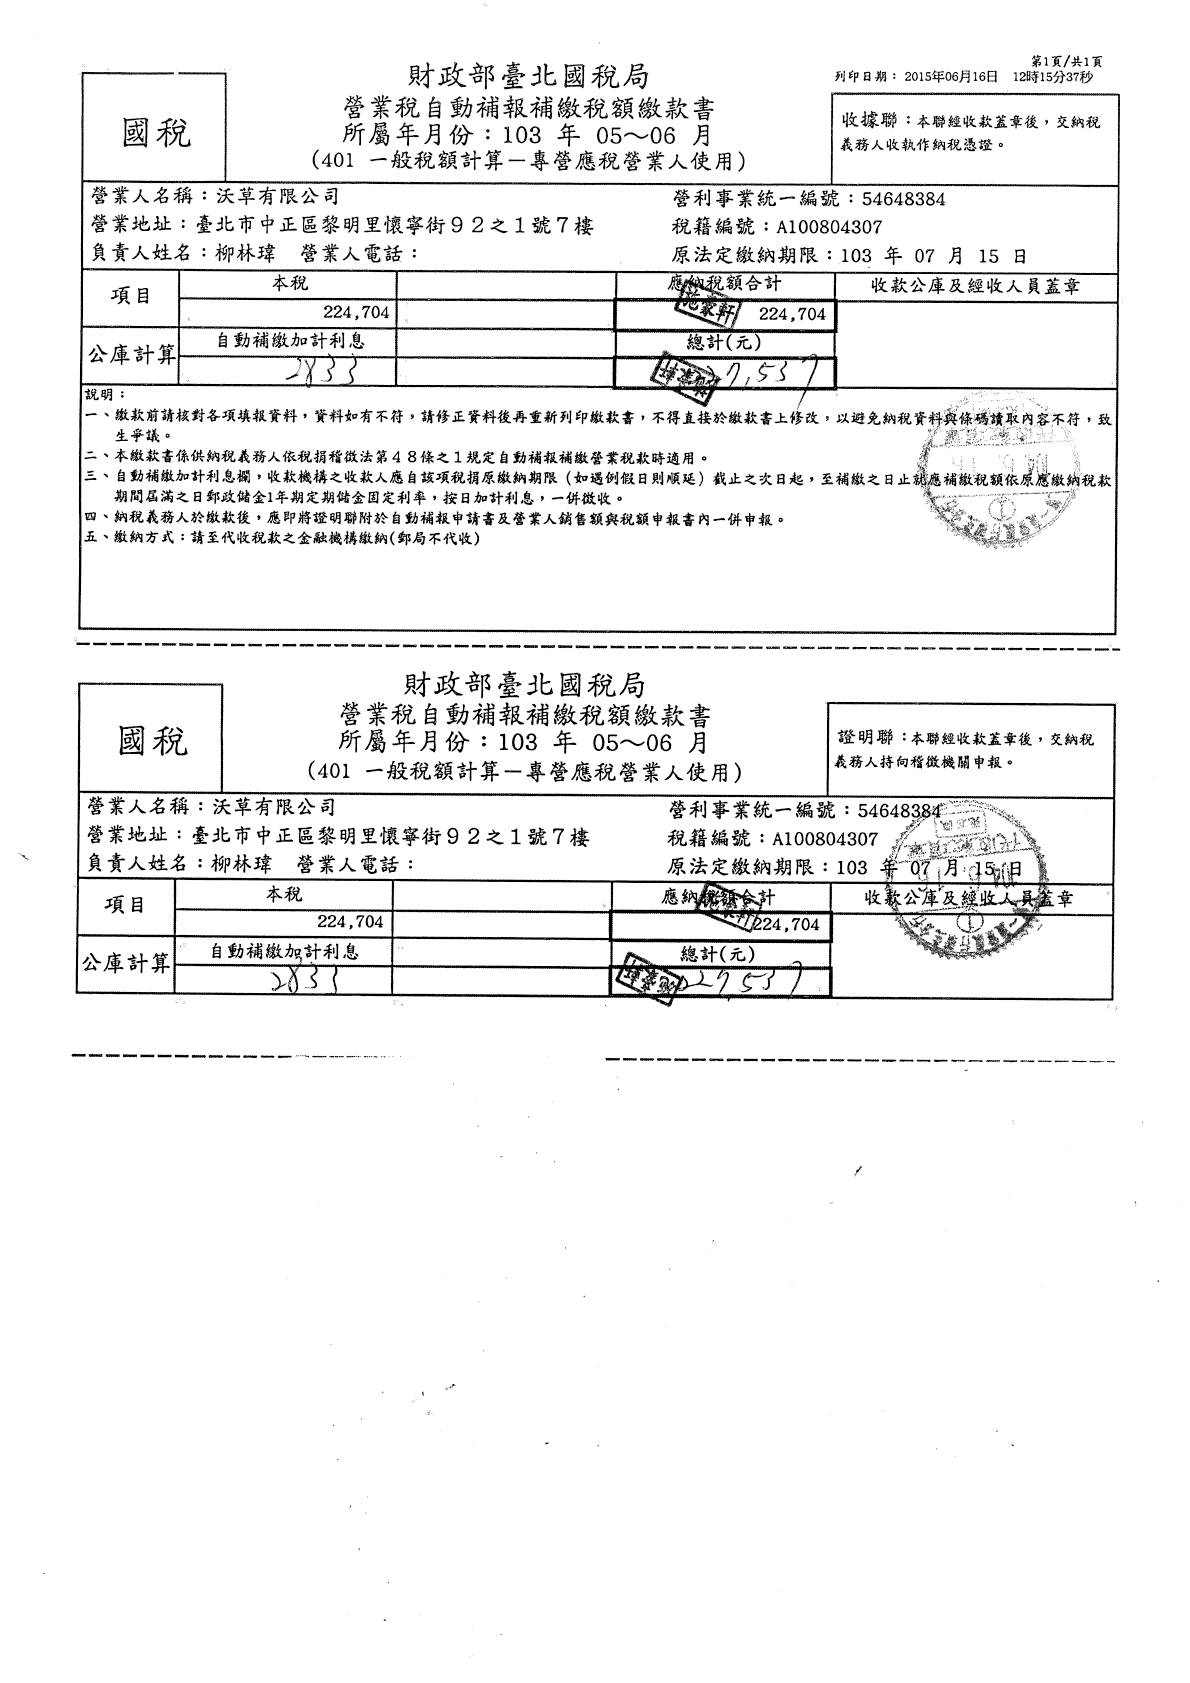 第1頁/共1頁
列印日期： 2015年06月16日 12時15分37秒
財政部臺北國稅局
營業稅自動補報補繳稅額繳款書
所屬年月份：103 年 05～06 月
(401 一般稅額計算－專營應稅營業人使用)
國稅
收據聯：本聯經收款蓋章後，交納稅
義務人收執作納稅憑證。
營業人名稱：沃草有限公司
營利事業統一編號：54648384
營業地址：臺北市中正區黎明里懷寧街９２之１號７樓
稅籍編號：A100804307
負責人姓名：柳林瑋 營業人電話：
原法定繳納期限：103 年 07 月 15 日
項目 本稅 應納稅額合計 收款公庫及經收人員蓋章
224,704 施豪軒 224,704
公庫計算 自動補繳加計利息 總計(元)
2833 27,537
說明：
一、繳款前請核對各項填報資料，資料如有不符，請修正資料後再重新列印繳款書，不得直接於繳款書上修改，以避免納稅資料與條碼讀取內容不符，致
生爭議。
二、本繳款書係供納稅義務人依稅捐稽徵法第４８條之１規定自動補報補繳營業稅款時適用。
三、自動補繳加計利息欄，收款機構之收款人應自該項稅捐原繳納期限（如遇例假日則順延）截止之次日起，至補繳之日止就應補繳稅額依原應繳納稅款
期間屆滿之日郵政儲金1年期定期儲金固定利率，按日加計利息，一併徵收。
四、納稅義務人於繳款後，應即將證明聯附於自動補報申請書及營業人銷售額與稅額申報書內一併申報。
五、繳納方式：請至代收稅款之金融機構繳納(郵局不代收)
財政部臺北國稅局
營業稅自動補報補繳稅額繳款書
所屬年月份：103 年 05～06 月
(401 一般稅額計算－專營應稅營業人使用)
國稅
證明聯：本聯經收款蓋章後，交納稅
義務人持向稽徵機關申報。
營業人名稱：沃草有限公司
營利事業統一編號：54648384
營業地址：臺北市中正區黎明里懷寧街９２之１號７樓
稅籍編號：A100804307
負責人姓名：柳林瑋 營業人電話：
原法定繳納期限：103 年 07 月 15 日
項目 本稅 應納稅額合計 收款公庫及經收人員蓋章
224,704 施豪軒 224,704
公庫計算 自動補繳加計利息 總計(元)
2833 施豪軒 227,537